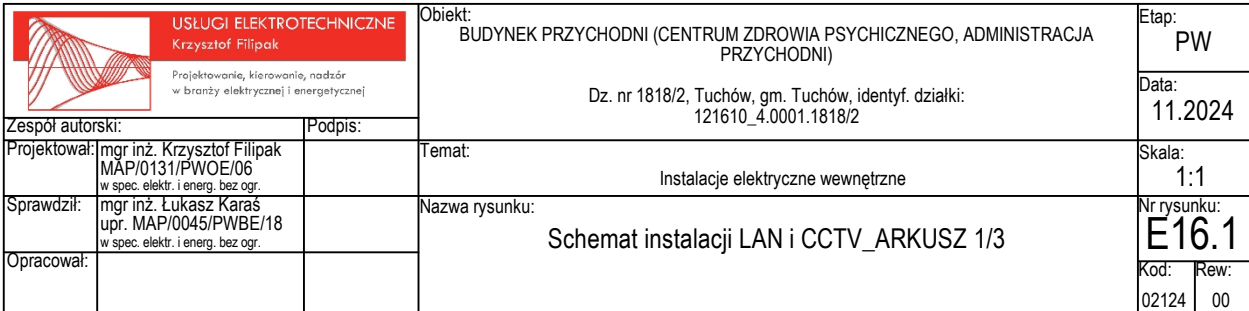 USŁUGI ELEKTROTECHNICZNE
Krzysztof Filipak
Projektowanie, kierowanie, nadzór
w branży elektrycznej i energetycznej
Zespół autorski:
Podpis:
Projektował:
mgr inż. Krzysztof Filipak
MAP/0131/PWOE/06
w spec. elektr. i energ. bez ogr.
Sprawdził:
mgr inż. Łukasz Karaś
upr. MAP/0045/PWBE/18
w spec. elektr. i energ. bez ogr.
Opracował:
Obiekt:
BUDYNEK PRZYCHODNI (CENTRUM ZDROWIA PSYCHICZNEGO, ADMINISTRACJA
PRZYCHODNI)
Dz. nr 1818/2, Tuchów, gm. Tuchów, identyf. działki:
121610_4.0001.1818/2
Temat:
Instalacje elektryczne wewnętrzne
Nazwa rysunku:
Schemat instalacji LAN i CCTV_ARKUSZ 1/3
Etap:
PW
Data:
11.2024
Skala:
1:1
Nr rysunku:
E16.1
Kod:
02124
Rew:
00